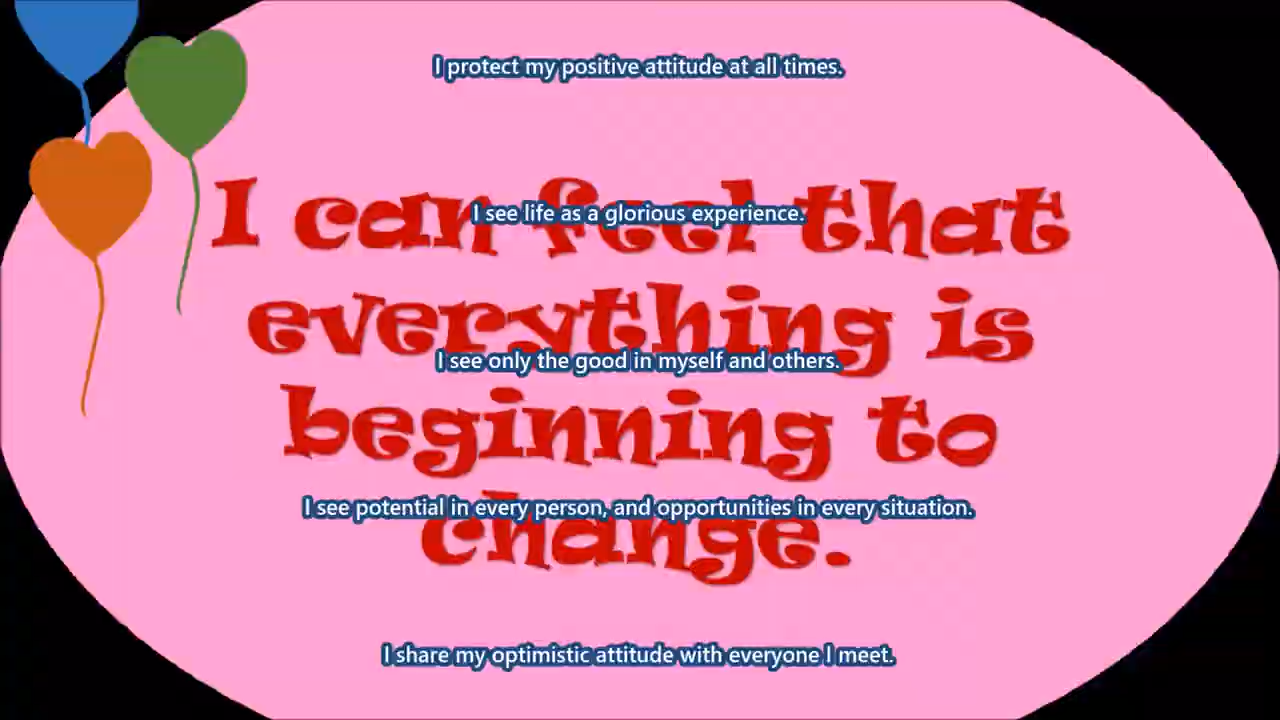 I protect my positive attitude at all times.
I can feel that
I see life as a glorious experience.
everything is
I see only the good in myself and others.
beginning to
I see potential in every person, and opportunities in every situation.
change.
I share my optimistic attitude with everyone I meet.